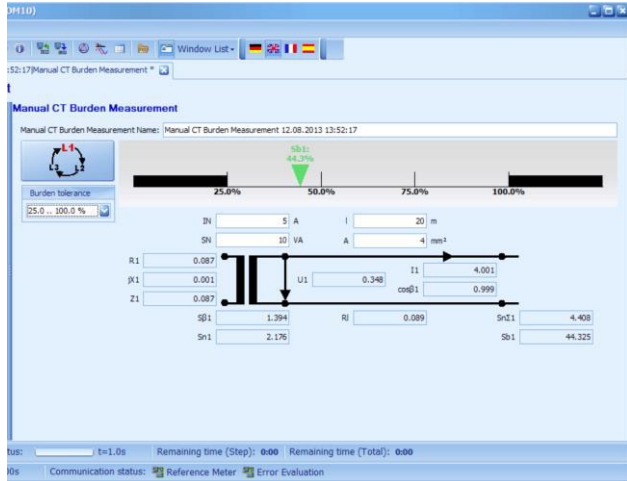 DM10)
Window List
:52:17|Manual CT Burden Measurement *
t
Manual CT Burden Measurement
Manual CT Burden Measurement Name: Manual CT Burden Measurement 12.08.2013 13:52:17
L1
L3 L2
Sb1:
44.3%
25.0% 50.0% 75.0% 100.0%
Burden tolerance
25.0 .. 100.0 %
IN 5 A l 20 m
SN 10 VA A 4 mm²
R1 0.087
jX1 0.001 U1 0.348 I1 4.001
Z1 0.087 cosβ1 0.999
Sβ1 1.394 Rl 0.089 SnΣ1 4.408
Sn1 2.176 Sb1 44.325
tus: t=1.0s Remaining time (Step): 0:00 Remaining time (Total): 0:00
00s Communication status: Reference Meter Error Evaluation